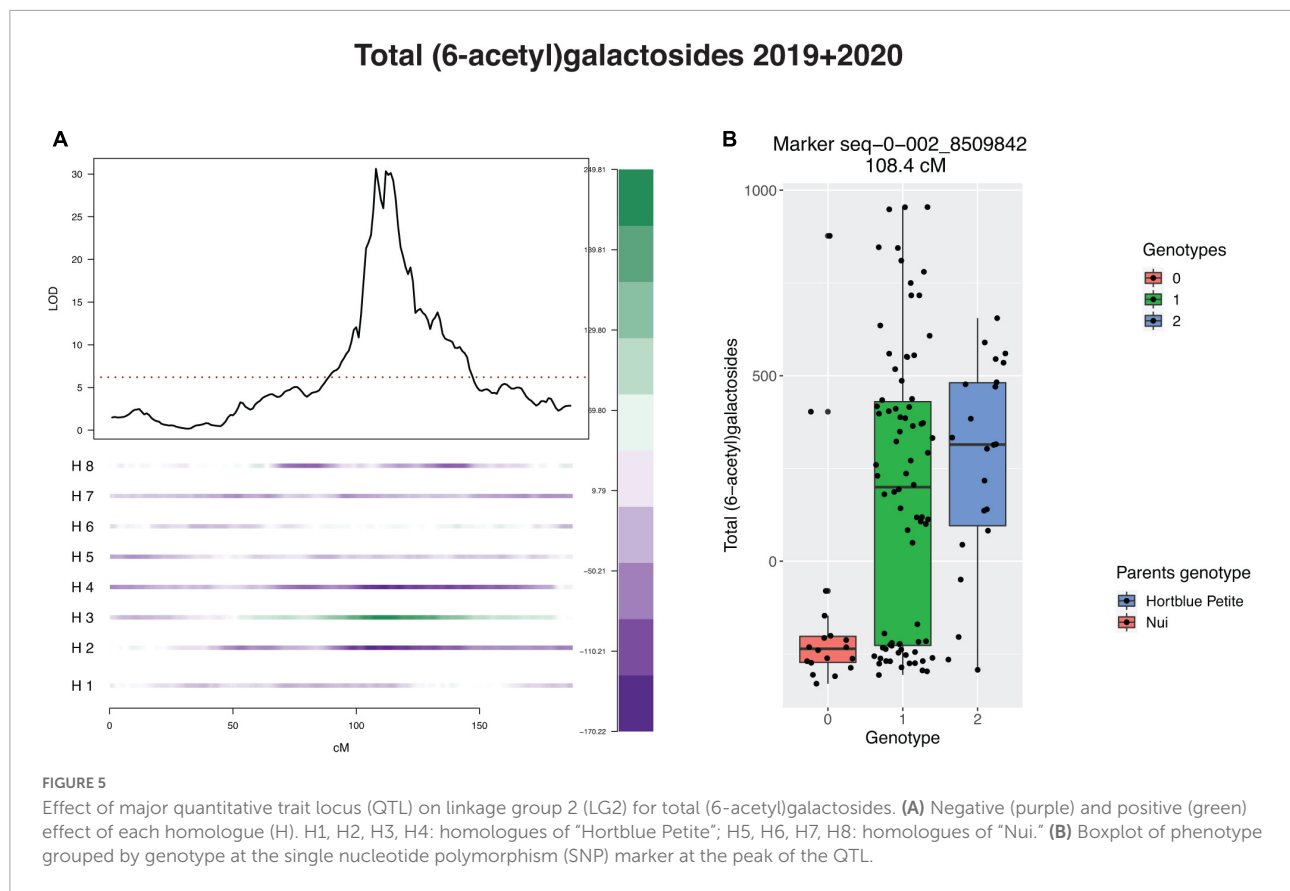 Total (6-acetyl)galactosides 2019+2020
A
30
25
20
15
10
5
0
LOD
H 8
H 7
H 6
H 5
H 4
H 3
H 2
H 1
0
50
100
150
cM
249.81
189.81
129.80
69.80
9.79
−50.21
−110.21
−170.22
B
Marker seq−0−002_8509842
108.4 cM
1000
500
0
Total (6−acetyl)galactosides
0
1
2
Genotype
Genotypes
0
1
2
Parents genotype
Hortblue Petite
Nui
FIGURE 5
Effect of major quantitative trait locus (QTL) on linkage group 2 (LG2) for total (6-acetyl)galactosides. (A) Negative (purple) and positive (green)
effect of each homologue (H). H1, H2, H3, H4: homologues of “Hortblue Petite”; H5, H6, H7, H8: homologues of “Nui.” (B) Boxplot of phenotype
grouped by genotype at the single nucleotide polymorphism (SNP) marker at the peak of the QTL.